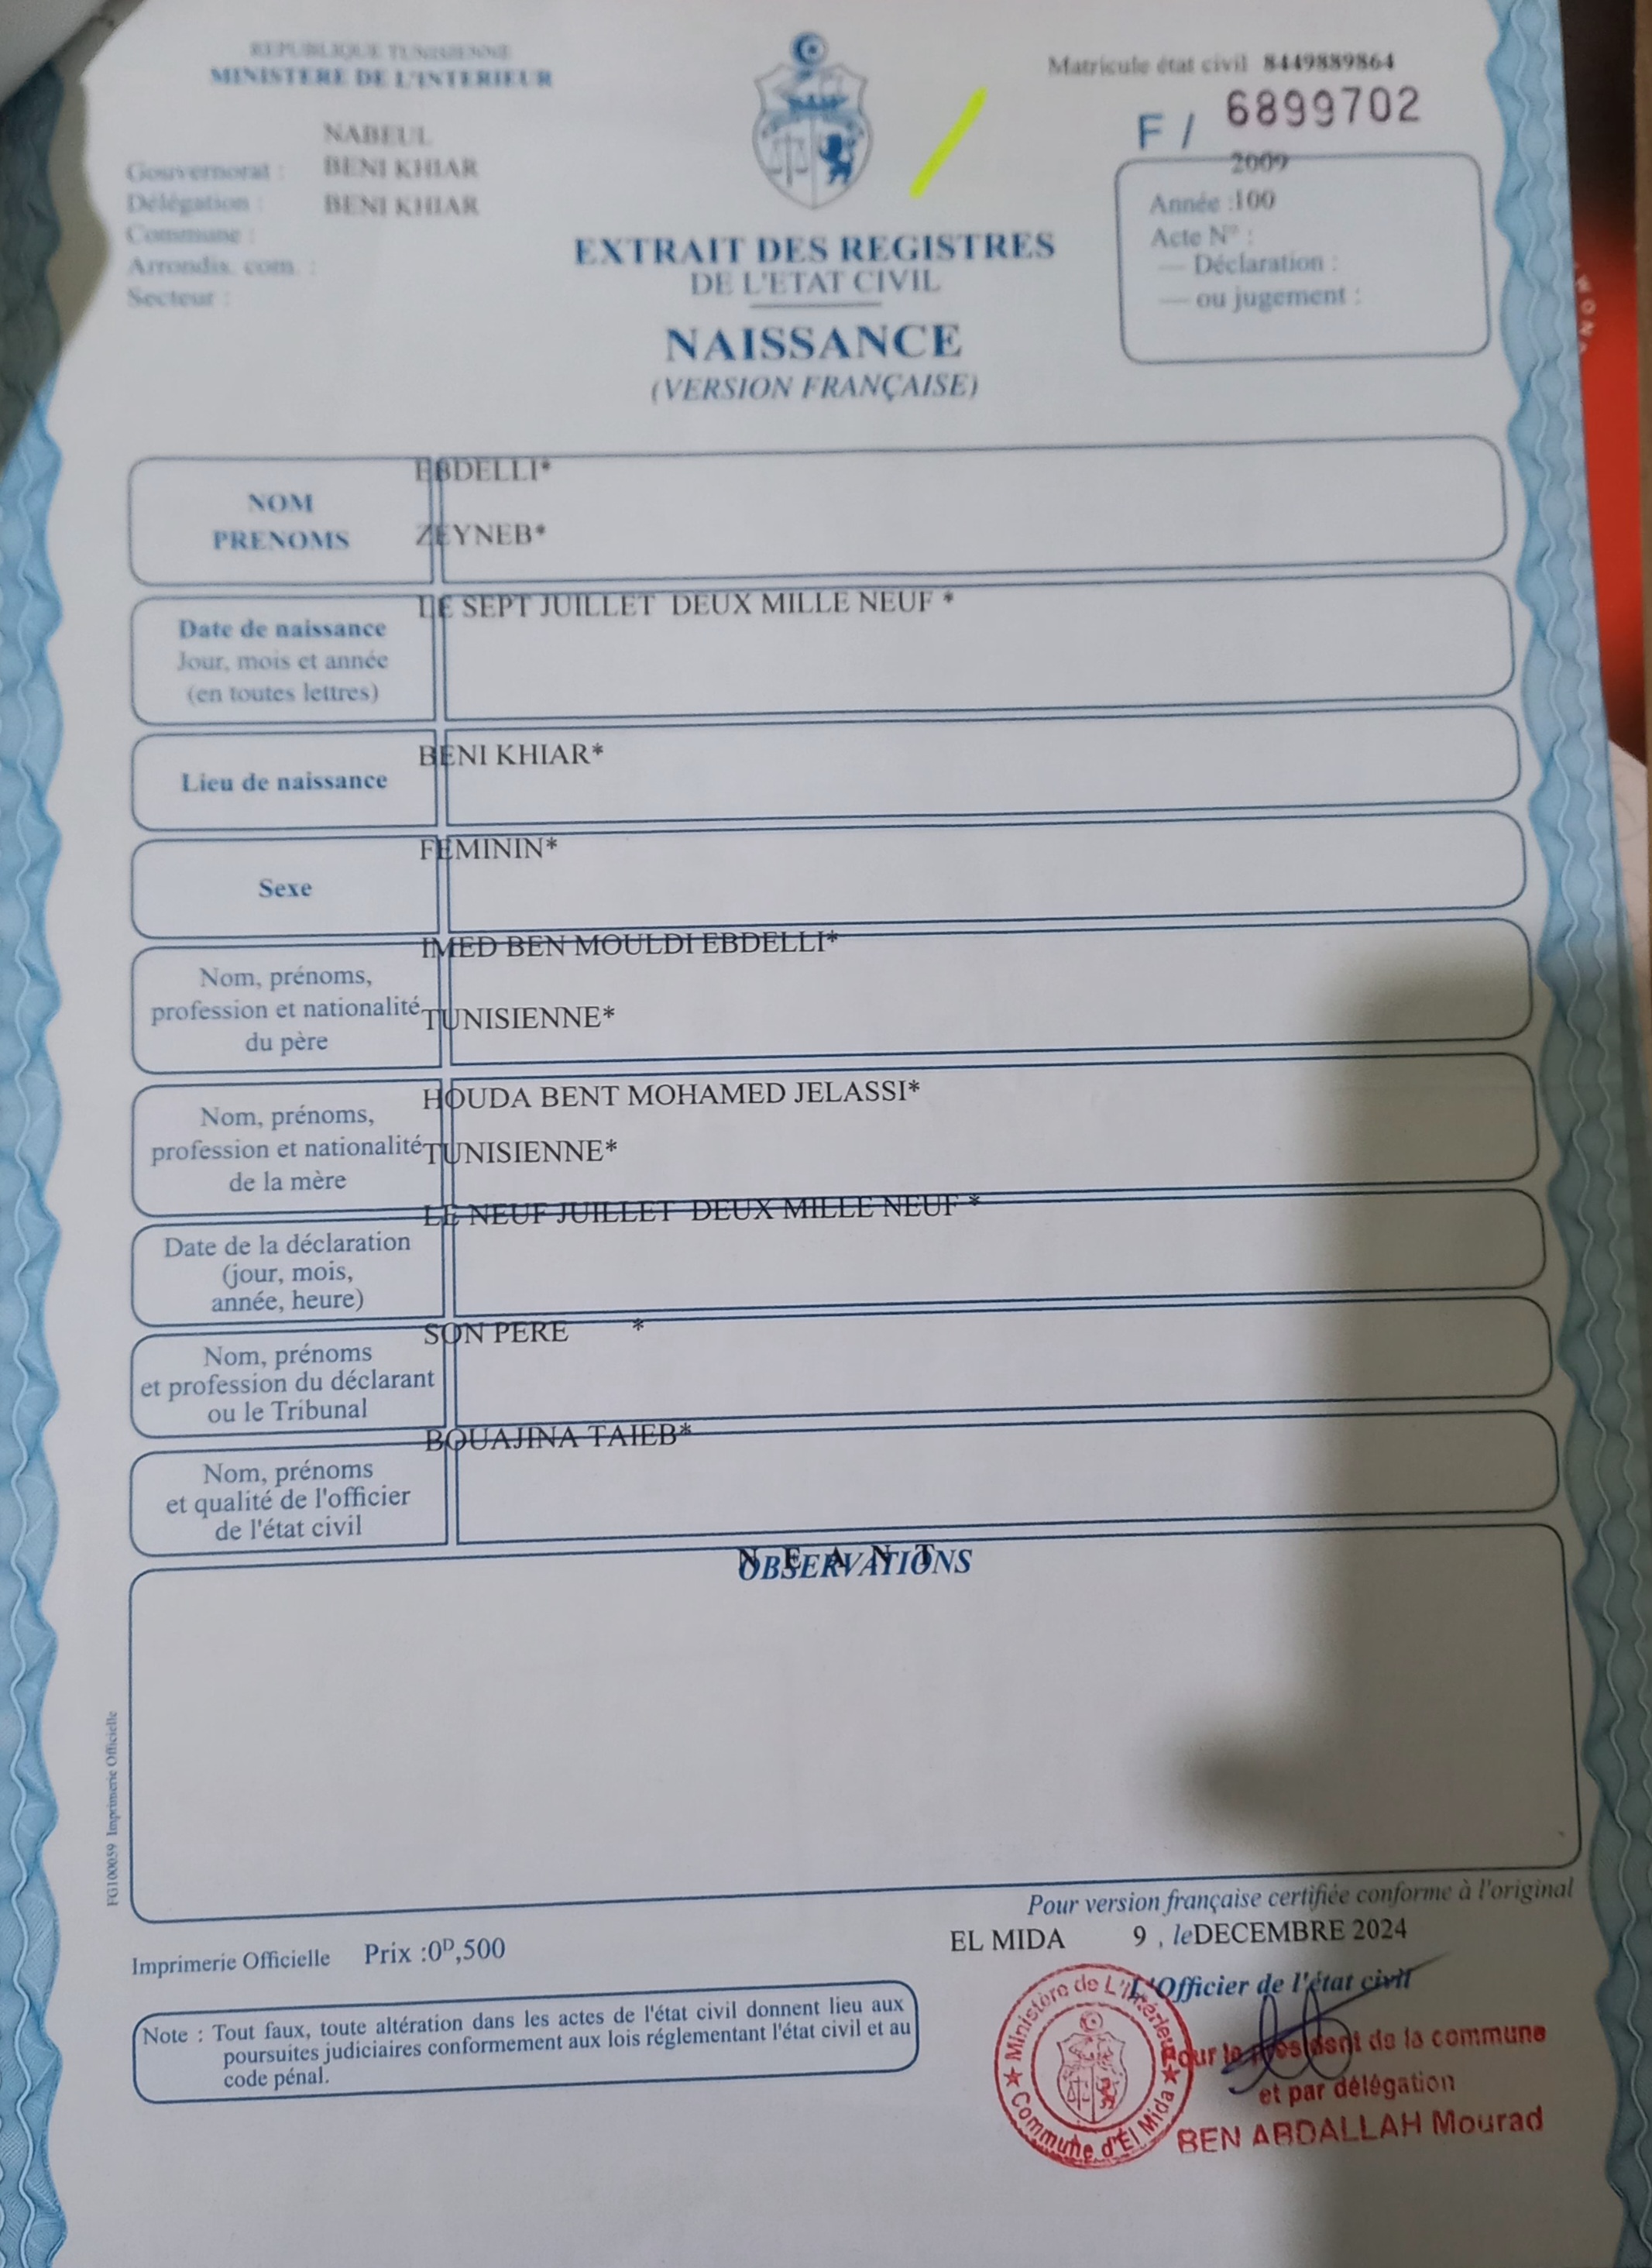 REPUBLIQUE TUNISIENNE
MINISTERE DE L'INTERIEUR
Matricule état civil 8449889864
F / 6899702
NABEUL
Gouvernorat : BENI KHIAR
Délégation : BENI KHIAR
Commune :
Arrondis. com. :
Secteur :
2009
Année :100
Acte N° :
— Déclaration :
— ou jugement :
EXTRAIT DES REGISTRES
DE L'ETAT CIVIL
NAISSANCE
(VERSION FRANÇAISE)
EBDELLI*
NOM
PRENOMS ZEYNEB*
LE SEPT JUILLET DEUX MILLE NEUF *
Date de naissance
Jour, mois et année
(en toutes lettres)
BENI KHIAR*
Lieu de naissance
FEMININ*
Sexe
IMED BEN MOULDI EBDELLI*
Nom, prénoms,
profession et nationalité TUNISIENNE*
du père
HOUDA BENT MOHAMED JELASSI*
Nom, prénoms,
profession et nationalité TUNISIENNE*
de la mère
LE NEUF JUILLET DEUX MILLE NEUF *
Date de la déclaration
(jour, mois,
année, heure)
SON PERE *
Nom, prénoms
et profession du déclarant
ou le Tribunal
BOUAJINA TAIEB*
Nom, prénoms
et qualité de l'officier
de l'état civil
N E A N T
OBSERVATIONS
FG100059 Imprimerie Officielle
Pour version française certifiée conforme à l'original
EL MIDA 9 , le DECEMBRE 2024
Imprimerie Officielle Prix :0D,500
L'Officier de l'état civil
Note : Tout faux, toute altération dans les actes de l'état civil donnent lieu aux
poursuites judiciaires conformement aux lois réglementant l'état civil et au
code pénal.
Ministère de L'Intérieur
Commune d'El Mida
Pour le président de la commune
et par délégation
BEN ABDALLAH Mourad